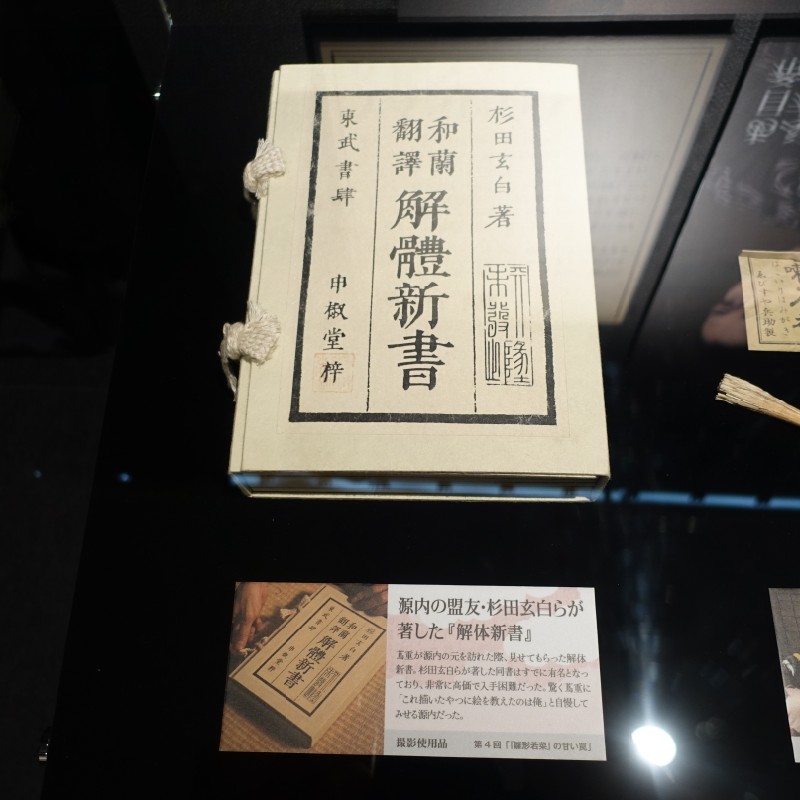 杉田玄白著
和蘭
翻譯
解體新書
東武書肆
申椒堂
梓
源内の盟友・杉田玄白らが
著した『解体新書』
蔦重が源内の元を訪れた際、見せてもらった解体
新書。杉田玄白らが著した同書はすでに有名となっ
ており、非常に高価で入手困難だった。驚く蔦重に
「これ描いたやつに絵を教えたのは俺」と自慢して
みせる源内だった。
撮影使用品
第4回「『雛形若菜』の甘い罠」